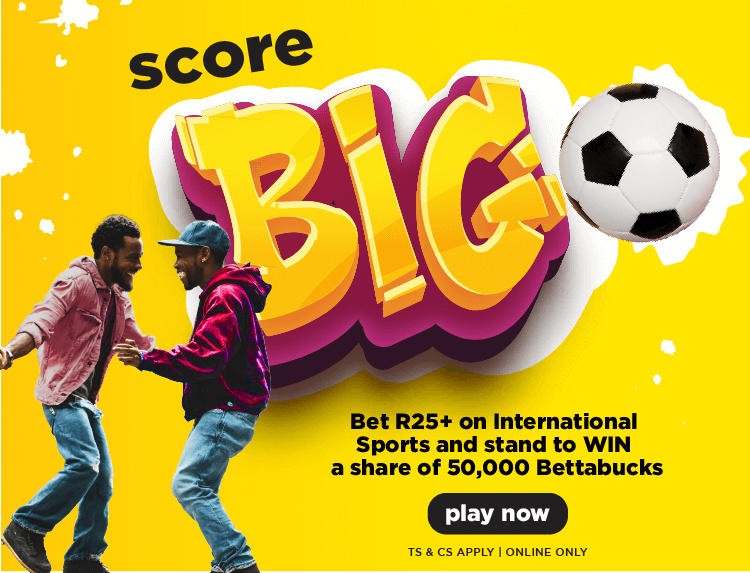 score
BIG
Bet R25+ on International
Sports and stand to WIN
a share of 50,000 Bettabucks
play now
TS & CS APPLY | ONLINE ONLY